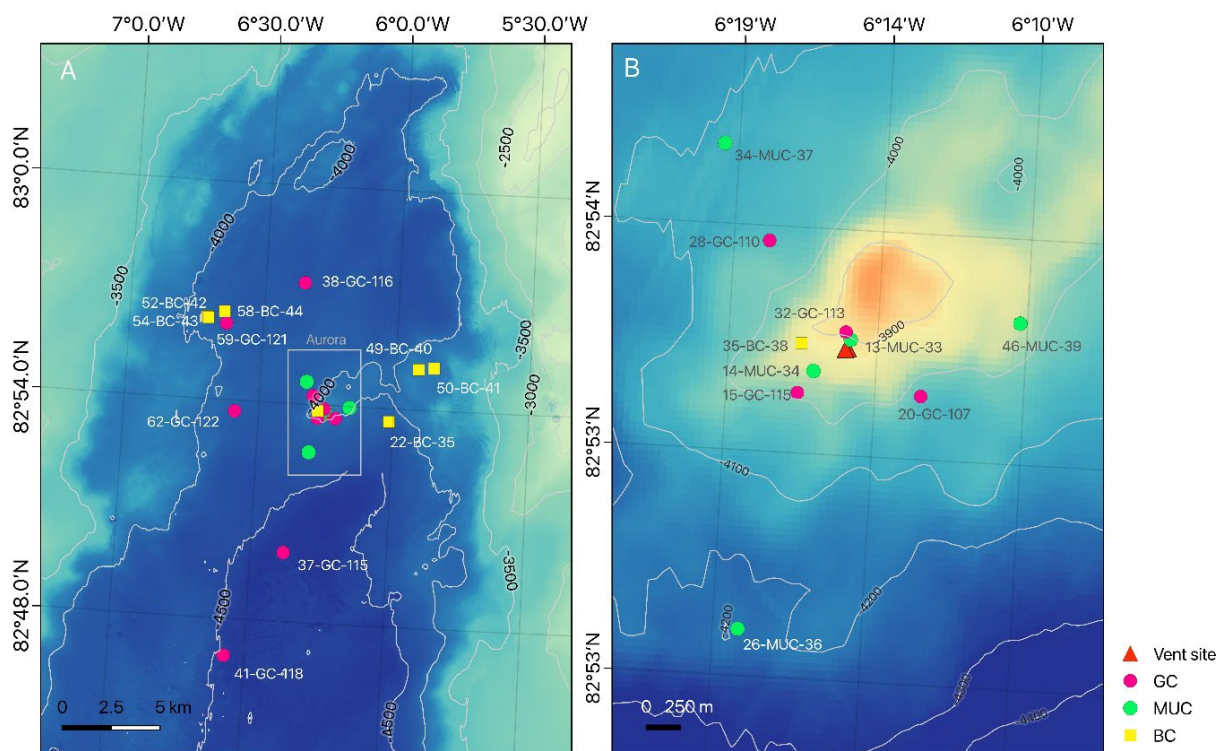 7°0.0'W
6°30.0'W
6°0.0'W
5°30.0'W
A
83°0.0'N
82°54.0'N
82°48.0'N
-4000
-2500
-4000
-3500
38-GC-116
52-BC-42
58-BC-44
54-BC-43
59-GC-121
Aurora
49-BC-40
-3500
50-BC-41
-4000
-3000
62-GC-122
22-BC-35
37-GC-115
-3500
-4500
41-GC-118
-4500
0 2.5 5 km
6°19'W
6°14'W
6°10'W
B
82°54'N
82°53'N
82°53'N
34-MUC-37
-4000
-4000
28-GC-110
32-GC-113
-3900
35-BC-38
13-MUC-33
46-MUC-39
14-MUC-34
15-GC-115
20-GC-107
-4100
-4200
-4200
26-MUC-36
-4300
-4400
0 250 m
Vent site
GC
MUC
BC